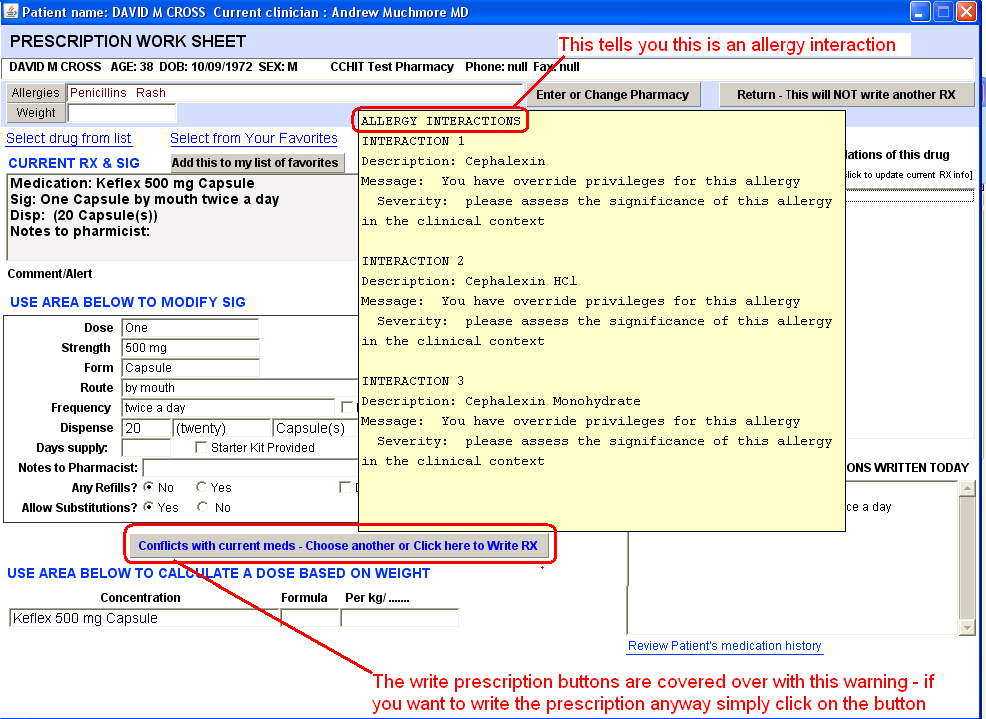 Patient name: DAVID M CROSS  Current clinician : Andrew Muchmore MD
PRESCRIPTION WORK SHEET
This tells you this is an allergy interaction
DAVID M CROSS  AGE: 38  DOB: 10/09/1972  SEX: M  CCHIT Test Pharmacy  Phone: null  Fax: null
Allergies  Penicillins  Rash
Enter or Change Pharmacy
Return - This will NOT write another RX
Weight
Select drug from list  Select from Your Favorites
CURRENT RX & SIG  Add this to my list of favorites
Medication: Keflex 500 mg Capsule
Sig: One Capsule by mouth twice a day
Disp:  (20 Capsule(s))
Notes to pharmicist:
Comment/Alert
ALLERGY INTERACTIONS
INTERACTION 1
Description: Cephalexin
Message:  You have override privileges for this allergy
Severity:  please assess the significance of this allergy
in the clinical context
INTERACTION 2
Description: Cephalexin HCl
Message:  You have override privileges for this allergy
Severity:  please assess the significance of this allergy
in the clinical context
INTERACTION 3
Description: Cephalexin Monohydrate
Message:  You have override privileges for this allergy
Severity:  please assess the significance of this allergy
in the clinical context
lations of this drug
click to update current RX info]
USE AREA BELOW TO MODIFY SIG
Dose  One
Strength  500 mg
Form  Capsule
Route  by mouth
Frequency  twice a day
Dispense  20  (twenty)  Capsule(s)
Days supply:  Starter Kit Provided
Notes to Pharmacist:
Any Refills?  No  Yes
Allow Substitutions?  Yes  No
ONS WRITTEN TODAY
ce a day
Conflicts with current meds - Choose another or Click here to Write RX
USE AREA BELOW TO CALCULATE A DOSE BASED ON WEIGHT
Concentration  Formula  Per kg/ .......
Keflex 500 mg Capsule
Review Patient's medication history
The write prescription buttons are covered over with this warning - if
you want to write the prescription anyway simply click on the button